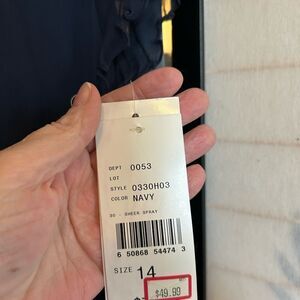 DEPT 0053
LOT
STYLE 0330H03
COLOR NAVY
30 - SHEER SPRAY
6 50868 54474 3
SIZE 14
$49.99